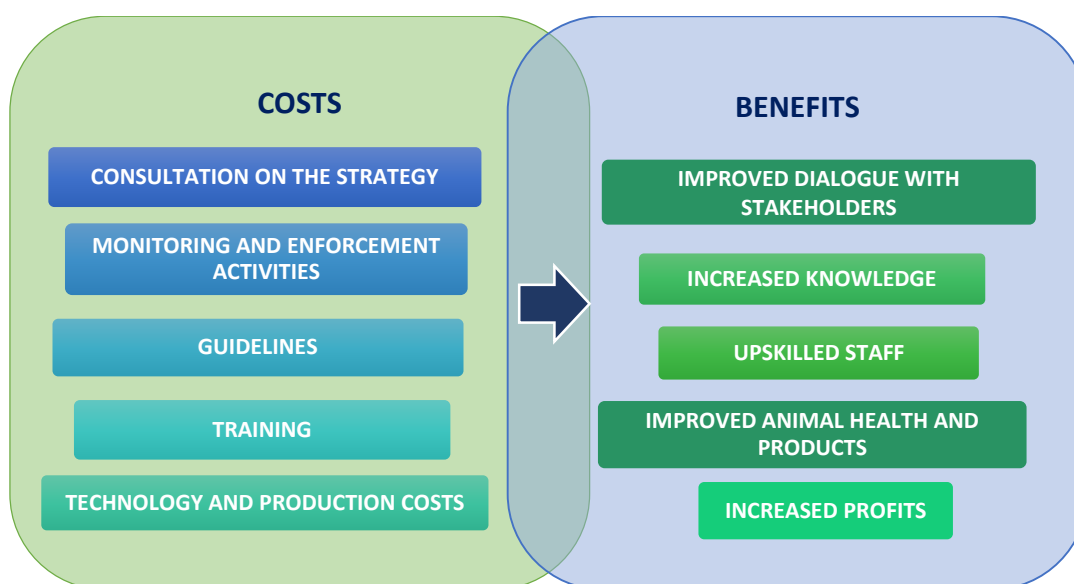 COSTS
CONSULTATION ON THE STRATEGY
MONITORING AND ENFORCEMENT
ACTIVITIES
GUIDELINES
TRAINING
TECHNOLOGY AND PRODUCTION COSTS
BENEFITS
IMPROVED DIALOGUE WITH
STAKEHOLDERS
INCREASED KNOWLEDGE
UPSKILLED STAFF
IMPROVED ANIMAL HEALTH AND
PRODUCTS
INCREASED PROFITS